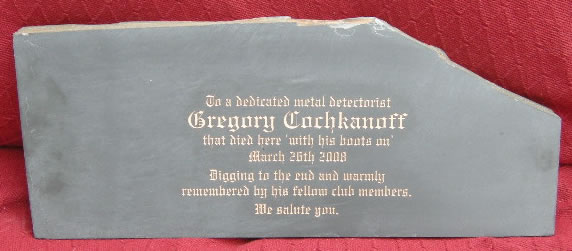 To a dedicated metal detectorist
Gregory Cochkanoff
that died here 'with his boots on'
March 26th 2008
Digging to the end and warmly
remembered by his fellow club members.
We salute you.